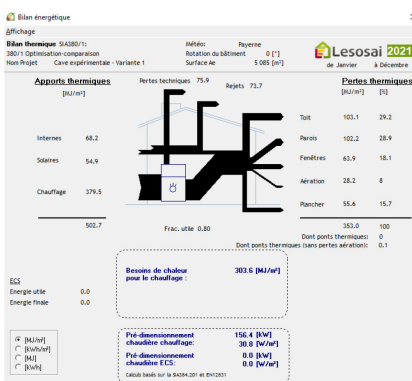 Bilan énergétique
Affichage
Bilan thermique SIA380/1:
380/1 Optimisation-comparaison
Non Projet Cave expérimentale - Variante 1
Météo: Payerne
Rotation du bâtiment 0 [°]
Surface Ae 5 085 [m²]
Lesosai 2021
de Janvier à Décembre
Apports thermiques
[MJ/m²]
Pertes techniques 75.9
Rejets 73.7
Pertes thermiques
[MJ/m²] [%]
Toit 103.1 29.2
Internes 68.2
Parois 102.2 28.9
Solaires 54.9
Fenêtres 63.9 18.1
Aération 28.2 8
Chauffage 379.5
Plancher 55.6 15.7
502.7
Frac. utile 0.80
353.0 100
Dont ponts thermiques: 0
Dont ponts thermiques (sans pertes aération): 0.1
Besoins de chaleur
pour le chauffage : 303.6 [MJ/m²]
ECS
Energie utile 0.0
Energie finale 0.0
[MJ/m²]
[kWh/m²]
[MJ]
[kWh]
Pré-dimensionnement
chaudière chauffage: 156.4 [kW]
30.8 [W/m²]
Pré-dimensionnement
chaudière ECS: 0.0 [kW]
0.0 [W/m²]
Calculs basés sur la SIA384.201 et EN12831